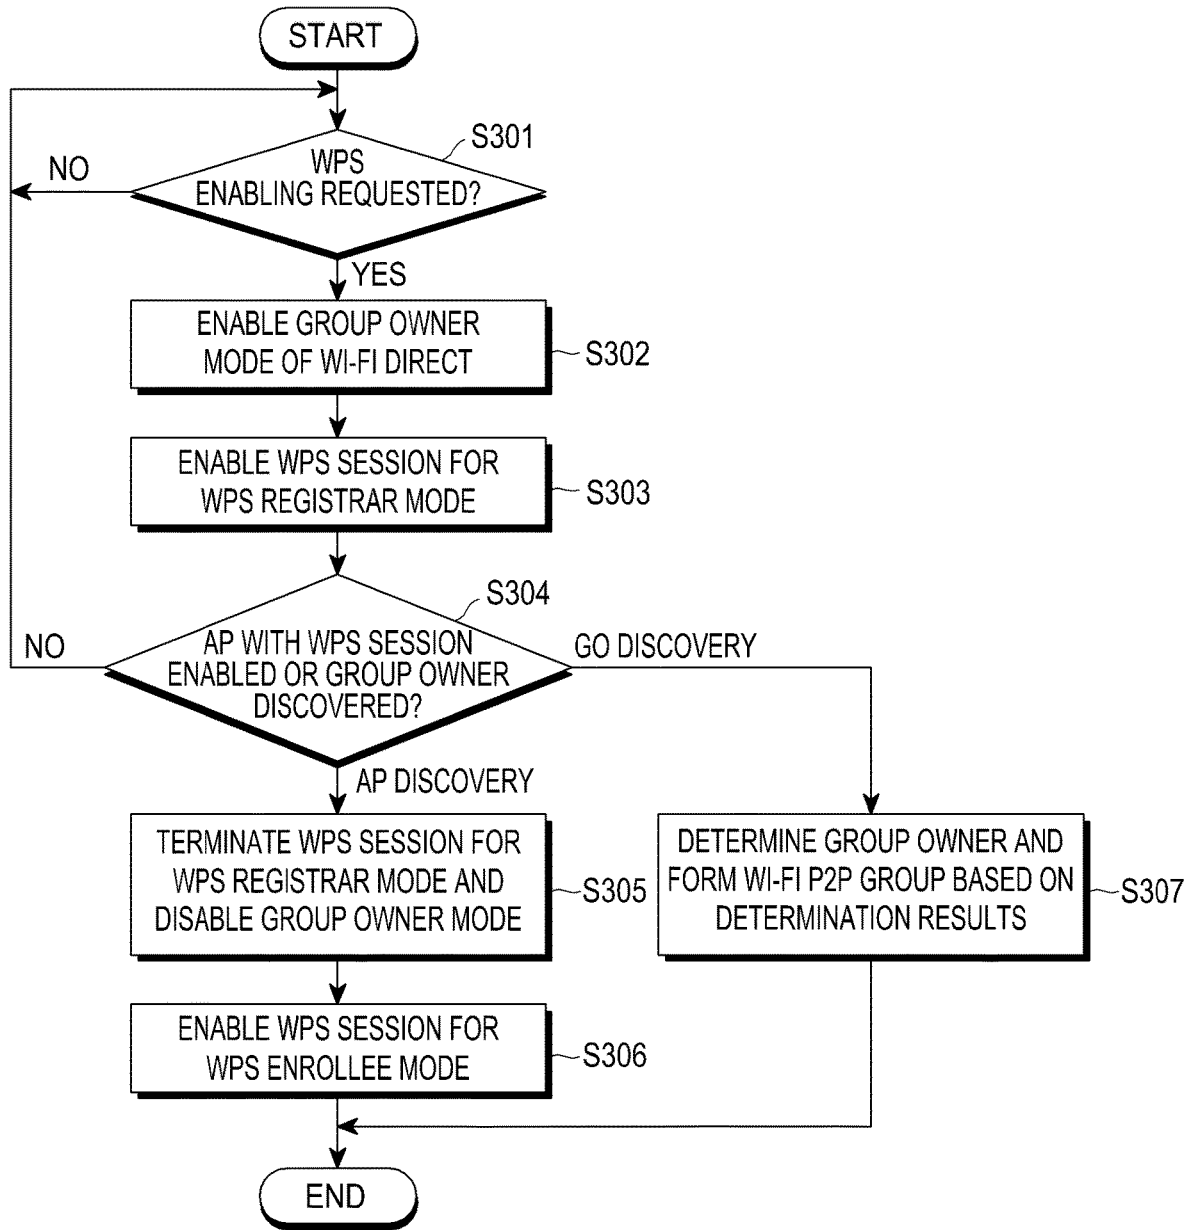 START
S301
WPS
ENABLING REQUESTED?
NO
YES
ENABLE GROUP OWNER
MODE OF WI-FI DIRECT
S302
ENABLE WPS SESSION FOR
WPS REGISTRAR MODE
S303
S304
AP WITH WPS SESSION
ENABLED OR GROUP OWNER
DISCOVERED?
NO
GO DISCOVERY
AP DISCOVERY
TERMINATE WPS SESSION FOR
WPS REGISTRAR MODE AND
DISABLE GROUP OWNER MODE
S305
DETERMINE GROUP OWNER AND
FORM WI-FI P2P GROUP BASED ON
DETERMINATION RESULTS
S307
ENABLE WPS SESSION FOR
WPS ENROLLEE MODE
S306
END